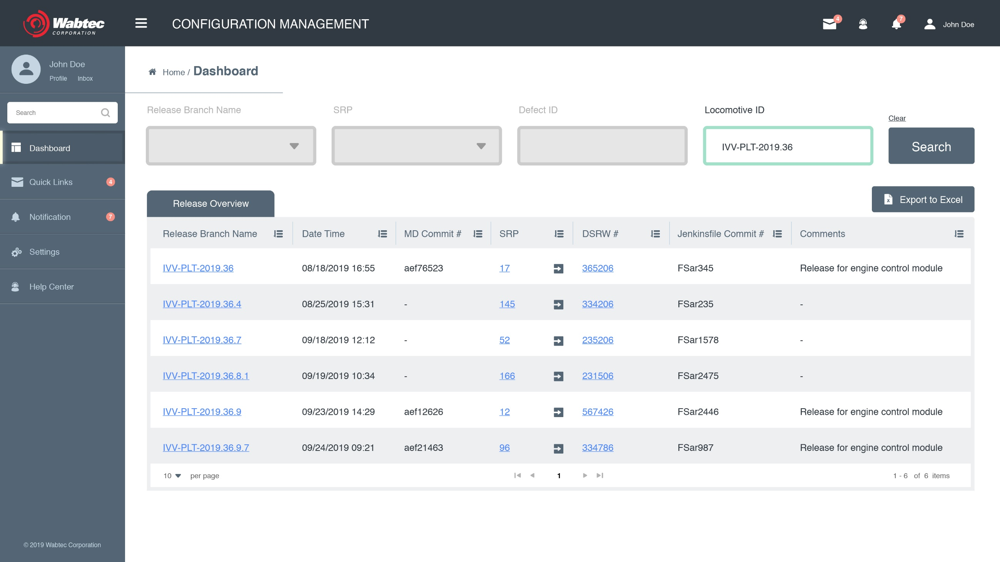 Wabtec
CORPORATION
CONFIGURATION MANAGEMENT
4
7
John Doe
John Doe
Profile Inbox
Search
Dashboard
Quick Links 4
Notification 7
Settings
Help Center
© 2019 Wabtec Corporation
Home / Dashboard
Release Branch Name SRP Defect ID Locomotive ID
Clear
IVV-PLT-2019.36
Search
Release Overview
Export to Excel
Release Branch Name Date Time MD Commit # SRP DSRW # Jenkinsfile Commit # Comments
IVV-PLT-2019.36 08/18/2019 16:55 aef76523 17 365206 FSar345 Release for engine control module
IVV-PLT-2019.36.4 08/25/2019 15:31 - 145 334206 FSar235 -
IVV-PLT-2019.36.7 09/18/2019 12:12 - 52 235206 FSar1578 -
IVV-PLT-2019.36.8.1 09/19/2019 10:34 - 166 231506 FSar2475 -
IVV-PLT-2019.36.9 09/23/2019 14:29 aef12626 12 567426 FSar2446 Release for engine control module
IVV-PLT-2019.36.9.7 09/24/2019 09:21 aef21463 96 334786 FSar987 Release for engine control module
10 per page 1 1 - 6 of 6 items